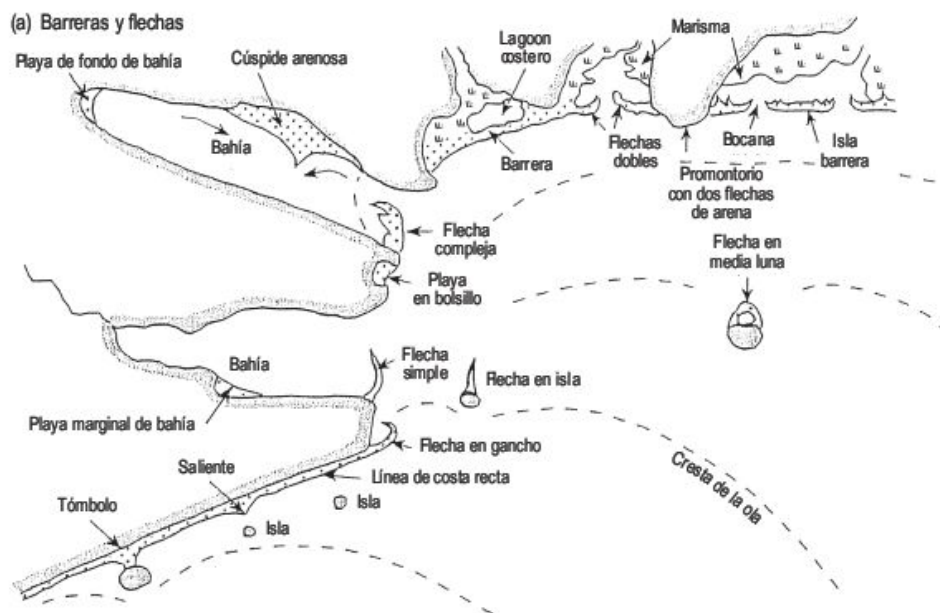 (a) Barreras y flechas
Playa de fondo de bahía
Cúspide arenosa
Lagoon
costero
Marisma
Bahía
Barrera
Flechas
dobles
Bocana
Isla
barrera
Promontorio
con dos flechas
de arena
Flecha
compleja
Playa
en bolsillo
Flecha en
media luna
Bahía
Flecha
simple
Flecha en isla
Playa marginal de bahía
Flecha en gancho
Saliente
Línea de costa recta
Cresta de la ola
Tómbolo
Isla
Isla